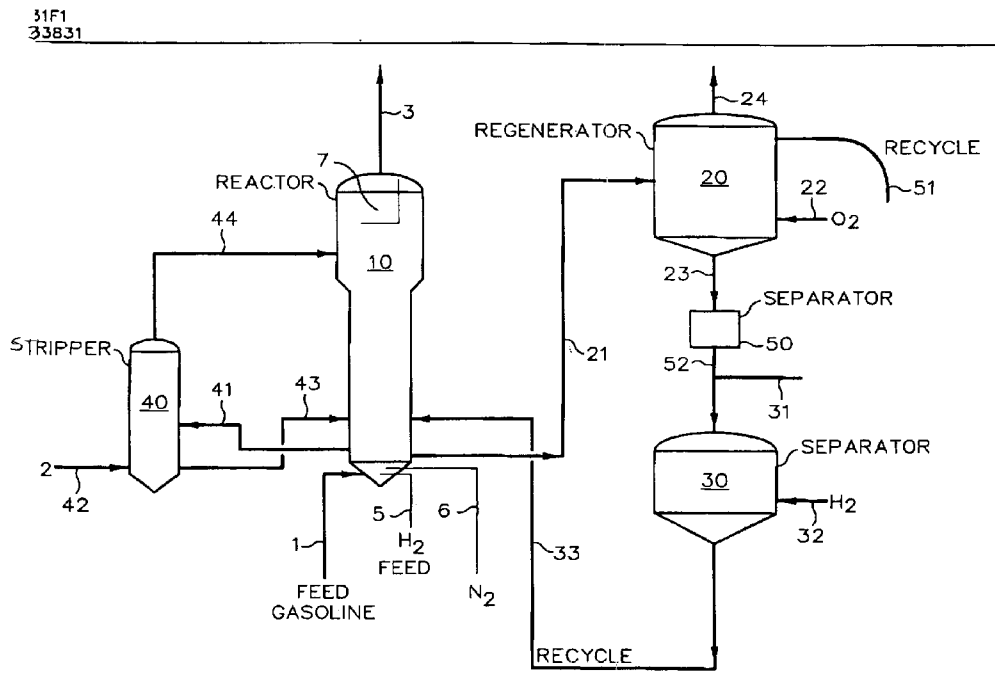 31F1
33831
3
24
REGENERATOR
RECYCLE
7
REACTOR
20
51
22
O2
44
10
23
SEPARATOR
50
STRIPPER
21
52
41
43
31
40
SEPARATOR
2
42
30
H2
5
6
32
1
H2
FEED
33
FEED
GASOLINE
N2
RECYCLE